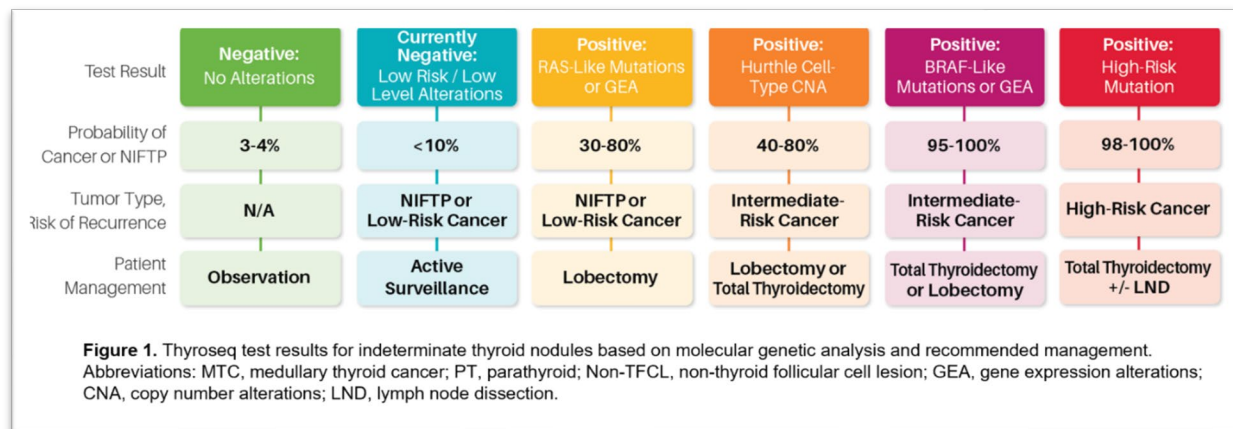 Test Result
Negative:
No Alterations
Currently
Negative:
Low Risk / Low
Level Alterations
Positive:
RAS-Like Mutations
or GEA
Positive:
Hurthle Cell-
Type CNA
Positive:
BRAF-Like
Mutations or GEA
Positive:
High-Risk
Mutation
Probability of
Cancer or NIFTP
3-4%
<10%
30-80%
40-80%
95-100%
98-100%
Tumor Type,
Risk of Recurrence
N/A
NIFTP or
Low-Risk Cancer
NIFTP or
Low-Risk Cancer
Intermediate-
Risk Cancer
Intermediate-
Risk Cancer
High-Risk Cancer
Patient
Management
Observation
Active
Surveillance
Lobectomy
Lobectomy or
Total Thyroidectomy
Total Thyroidectomy
or Lobectomy
Total Thyroidectomy
+/- LND
Figure 1. Thyroseq test results for indeterminate thyroid nodules based on molecular genetic analysis and recommended management.
Abbreviations: MTC, medullary thyroid cancer; PT, parathyroid; Non-TFCL, non-thyroid follicular cell lesion; GEA, gene expression alterations;
CNA, copy number alterations; LND, lymph node dissection.